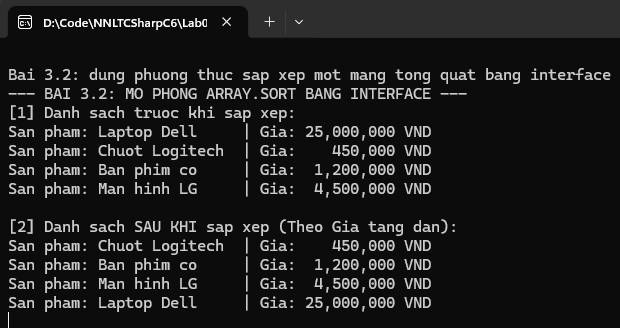 D:\Code\NNLTCSharpC6\Lab0
Bai 3.2: dung phuong thuc sap xep mot mang tong quat bang interface
--- BAI 3.2: MO PHONG ARRAY.SORT BANG INTERFACE ---
[1] Danh sach truoc khi sap xep:
San pham: Laptop Dell     | Gia: 25,000,000 VND
San pham: Chuot Logitech  | Gia:    450,000 VND
San pham: Ban phim co     | Gia:  1,200,000 VND
San pham: Man hinh LG     | Gia:  4,500,000 VND
[2] Danh sach SAU KHI sap xep (Theo Gia tang dan):
San pham: Chuot Logitech  | Gia:    450,000 VND
San pham: Ban phim co     | Gia:  1,200,000 VND
San pham: Man hinh LG     | Gia:  4,500,000 VND
San pham: Laptop Dell     | Gia: 25,000,000 VND